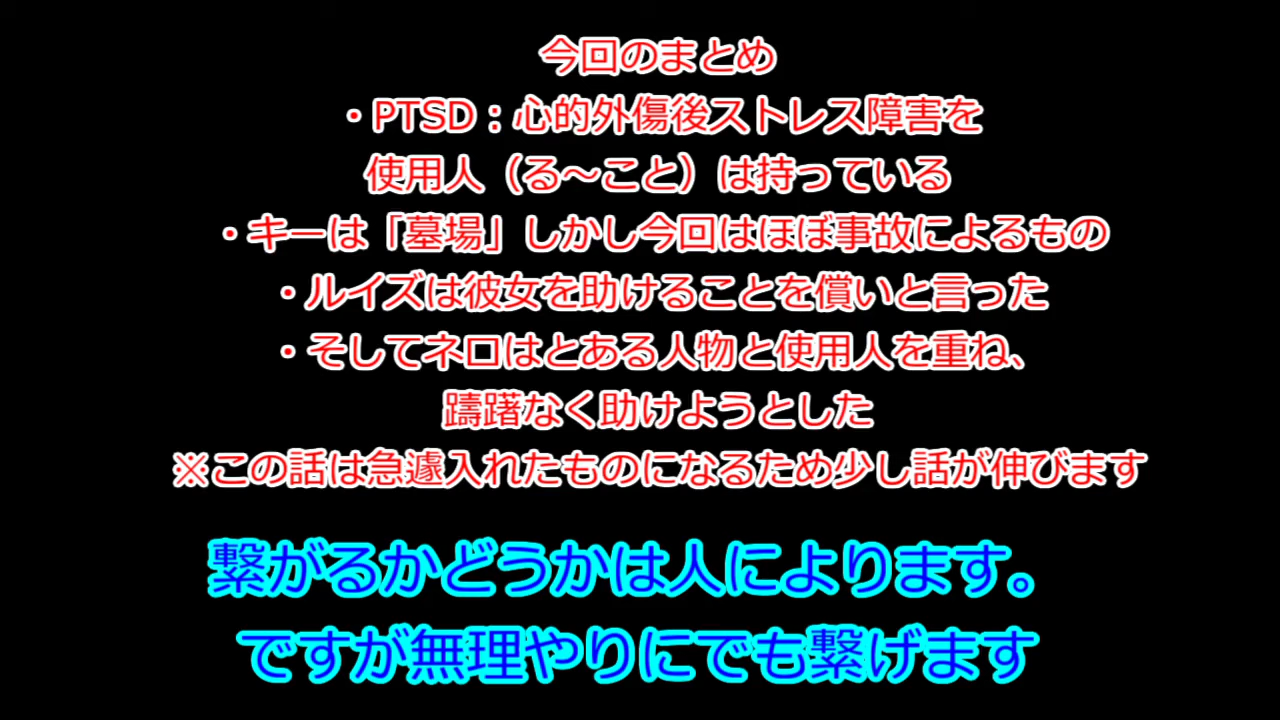 今回のまとめ
・PTSD：心的外傷後ストレス障害を
使用人（る～こと）は持っている
・キーは「墓場」しかし今回はほぼ事故によるもの
・ルイズは彼女を助けることを償いと言った
・そしてネロはとある人物と使用人を重ね、
躊躇なく助けようとした
※この話は急遽入れたものになるため少し話が伸びます
繋がるかどうかは人によります。
ですが無理やりにでも繋げます